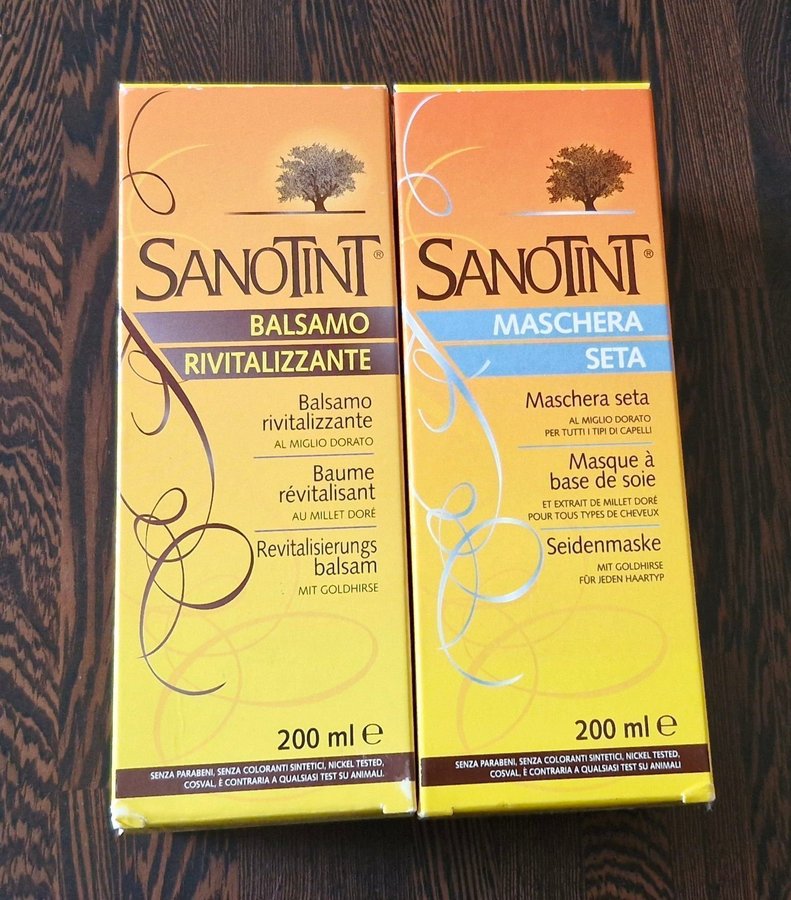 SANOTINT®
BALSAMO
RIVITALIZZANTE
Balsamo
rivitalizzante
AL MIGLIO DORATO
Baume
révitalisant
AU MILLET DORÉ
Revitalisierungs
balsam
MIT GOLDHIRSE
200 ml e
SENZA PARABENI, SENZA COLORANTI SINTETICI, NICKEL TESTED,
COSVAL, È CONTRARIA A QUALSIASI TEST SU ANIMALI.
SANOTINT®
MASCHERA
SETA
Maschera seta
AL MIGLIO DORATO
PER TUTTI I TIPI DI CAPELLI
Masque à
base de soie
ET EXTRAIT DE MILLET DORÉ
POUR TOUS TYPES DE CHEVEUX
Seidenmaske
MIT GOLDHIRSE
FÜR JEDEN HAARTYP
200 ml e
SENZA PARABENI, SENZA COLORANTI SINTETICI, NICKEL TESTED,
COSVAL, È CONTRARIA A QUALSIASI TEST SU ANIMALI